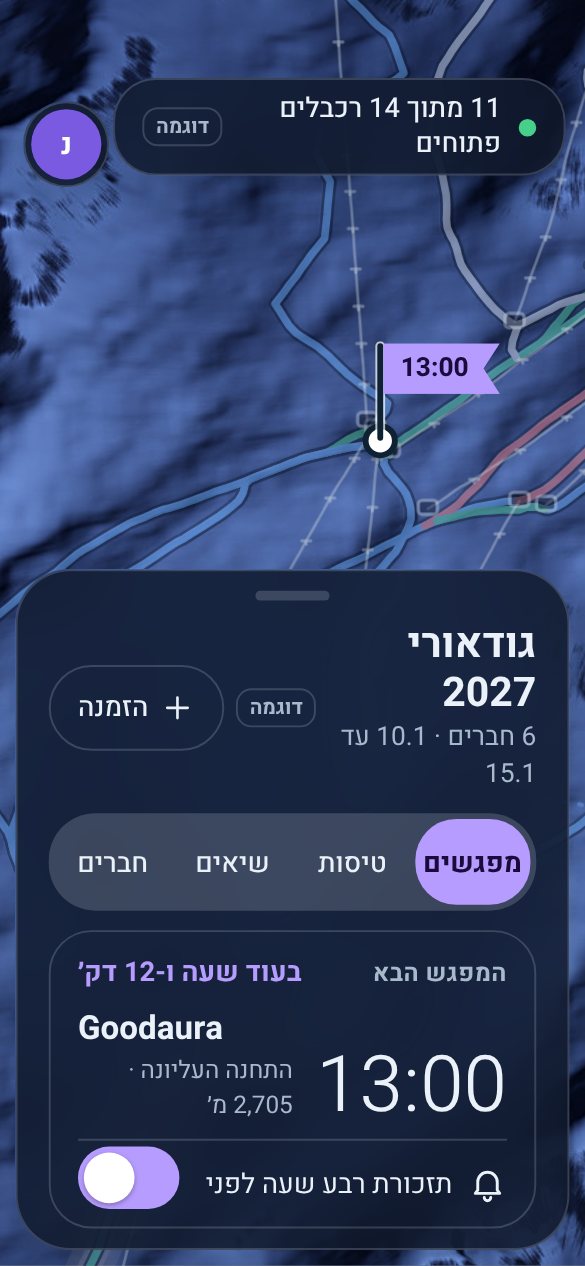 11 מתוך 14 רכבלים
פתוחים
דוגמה
נ
13:00
גודאורי
2027
6 חברים · 10.1 עד
15.1
דוגמה
הזמנה
מפגשים
טיסות
שיאים
חברים
המפגש הבא
בעוד שעה ו-12 דק׳
13:00
Goodaura
התחנה העליונה ·
2,705 מ׳
תזכורת רבע שעה לפני